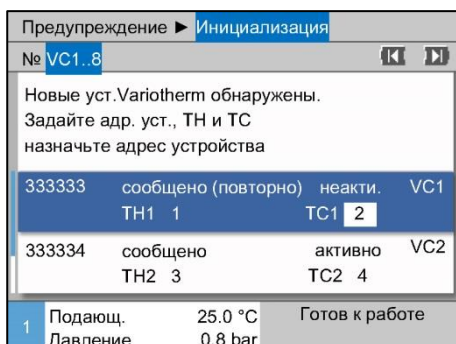 Предупреждение ► Инициализация
№ VC1..8
Новые уст.Variotherm обнаружены.
Задайте адр. уст., TH и TC
назначьте адрес устройства
333333 сообщено (повторно) неакти. VC1
TH1 1 TC1 2
333334 сообщено активно VC2
TH2 3 TC2 4
1 Подающ. 25.0 °C Готов к работе
Давление 0.8 bar